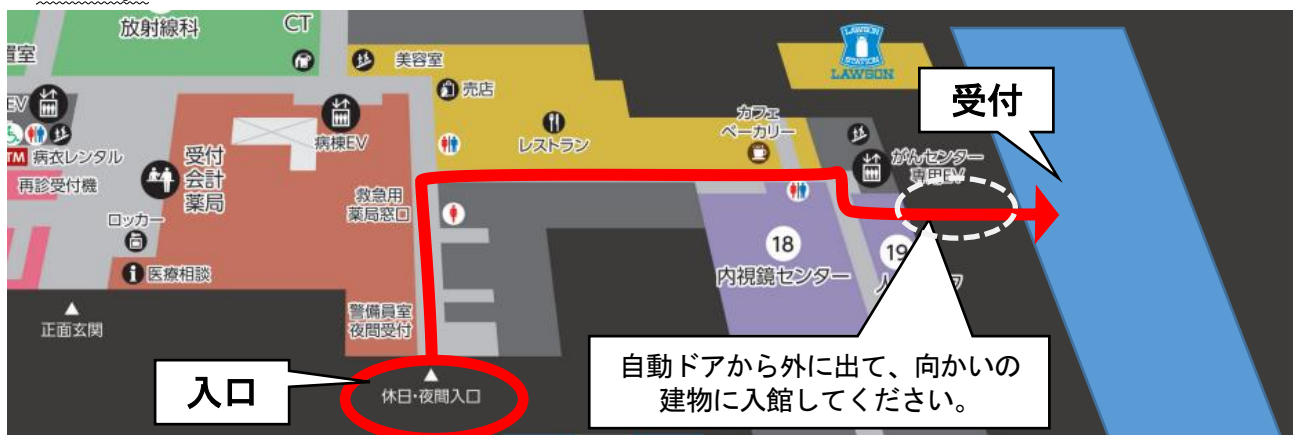 放射線科
CT
置室
美容室
売店
LAWSON
STATION
LAWSON
受付
EV
病棟EV
レストラン
カフェ
ベーカリー
がんセンター
専用EV
TM 病衣レンタル
再診受付機
受付
会計
薬局
救急用
薬局窓口
ロッカー
医療相談
18
内視鏡センター
19
正面玄関
警備員室
夜間受付
自動ドアから外に出て、向かいの
建物に入館してください。
入口
休日・夜間入口